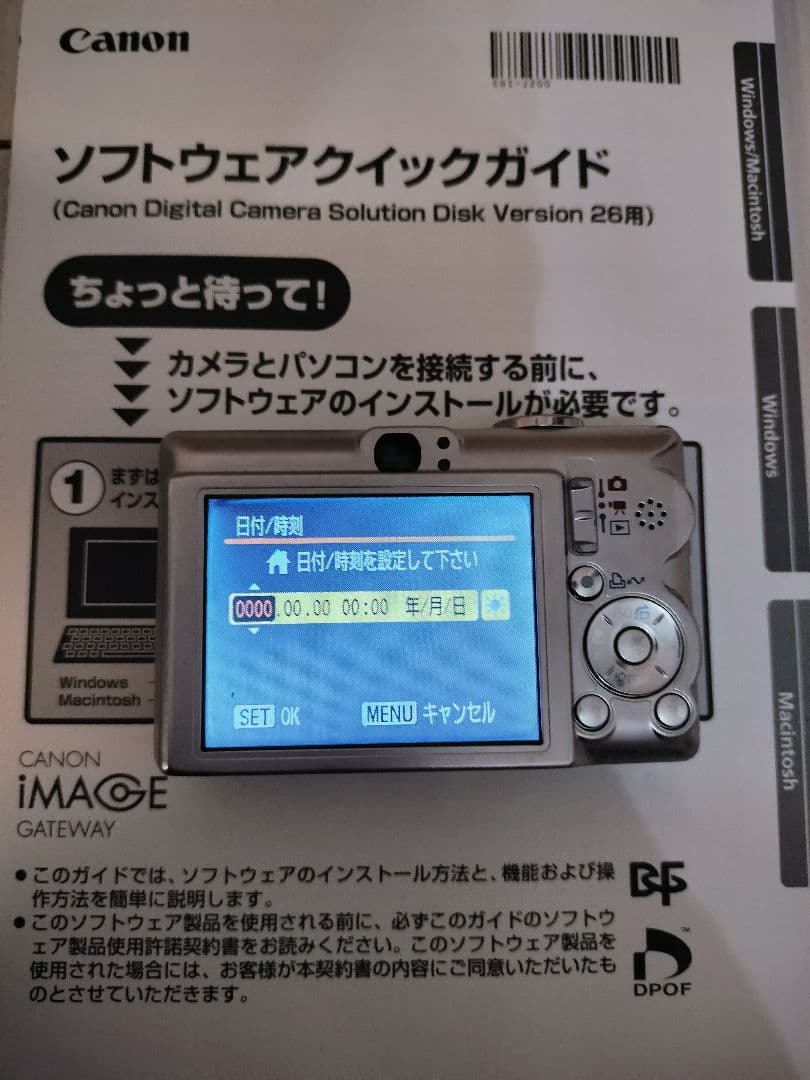 Canon
ソフトウェアクイックガイド
(Canon Digital Camera Solution Disk Version 26用)
Windows/Macintosh
ちょっと待って!
カメラとパソコンを接続する前に、
ソフトウェアのインストールが必要です。
Windows
1 まずは
インス
日付/時刻
日付/時刻を設定して下さい
0000.00.00 00:00 年/月/日
SET OK MENU キャンセル
Windows
Macintosh
Macintosh
CANON
iMAGE
GATEWAY
●このガイドでは、ソフトウェアのインストール方法と、機能および操
作方法を簡単に説明します。
●このソフトウェア製品を使用される前に、必ずこのガイドのソフトウ
ェア製品使用許諾契約書をお読みください。このソフトウェア製品を
使用された場合には、お客様が本契約書の内容にご同意いただいたも
のとさせていただきます。
DPOF